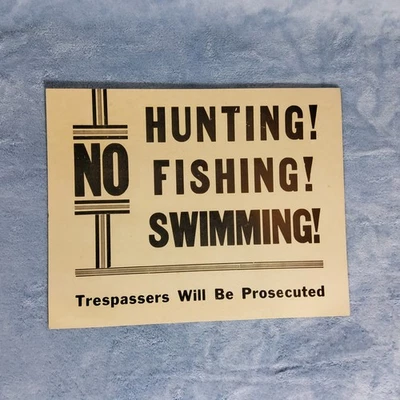 HUNTING!
NO FISHING!
SWIMMING!
Trespassers Will Be Prosecuted